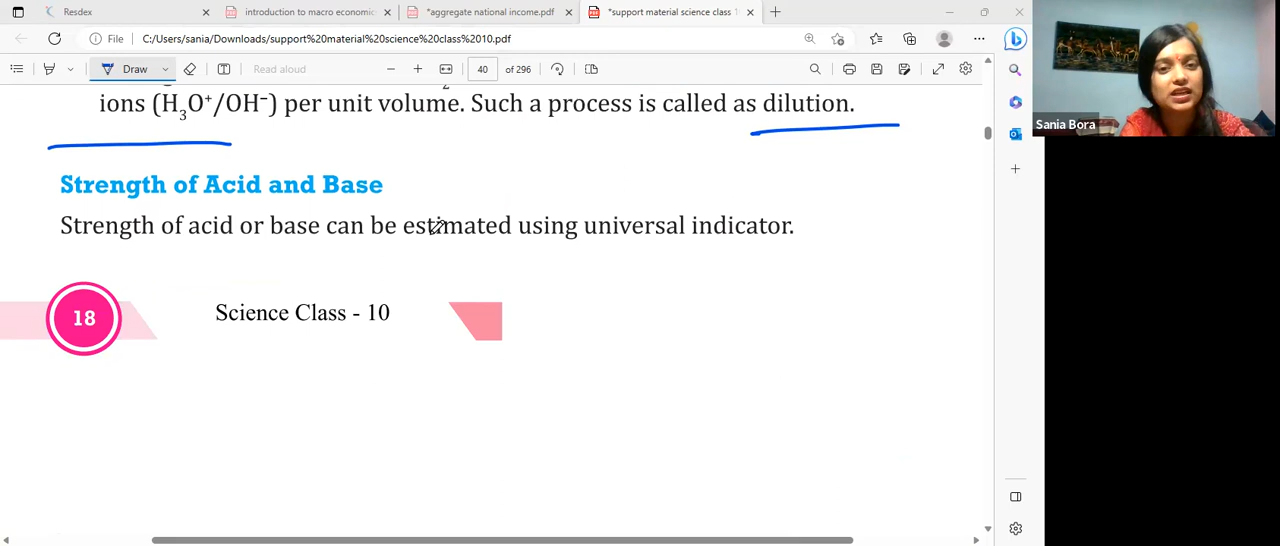 Resdex
introduction to macro economic
*aggregate national income.pdf
*support material science class 1
File
C:/Users/sania/Downloads/support%20material%20science%20class%2010.pdf
Draw
Read aloud
40 of 296
ions (H₃O⁺/OH⁻) per unit volume. Such a process is called as dilution.
Sania Bora
Strength of Acid and Base
Strength of acid or base can be estimated using universal indicator.
18
Science Class - 10